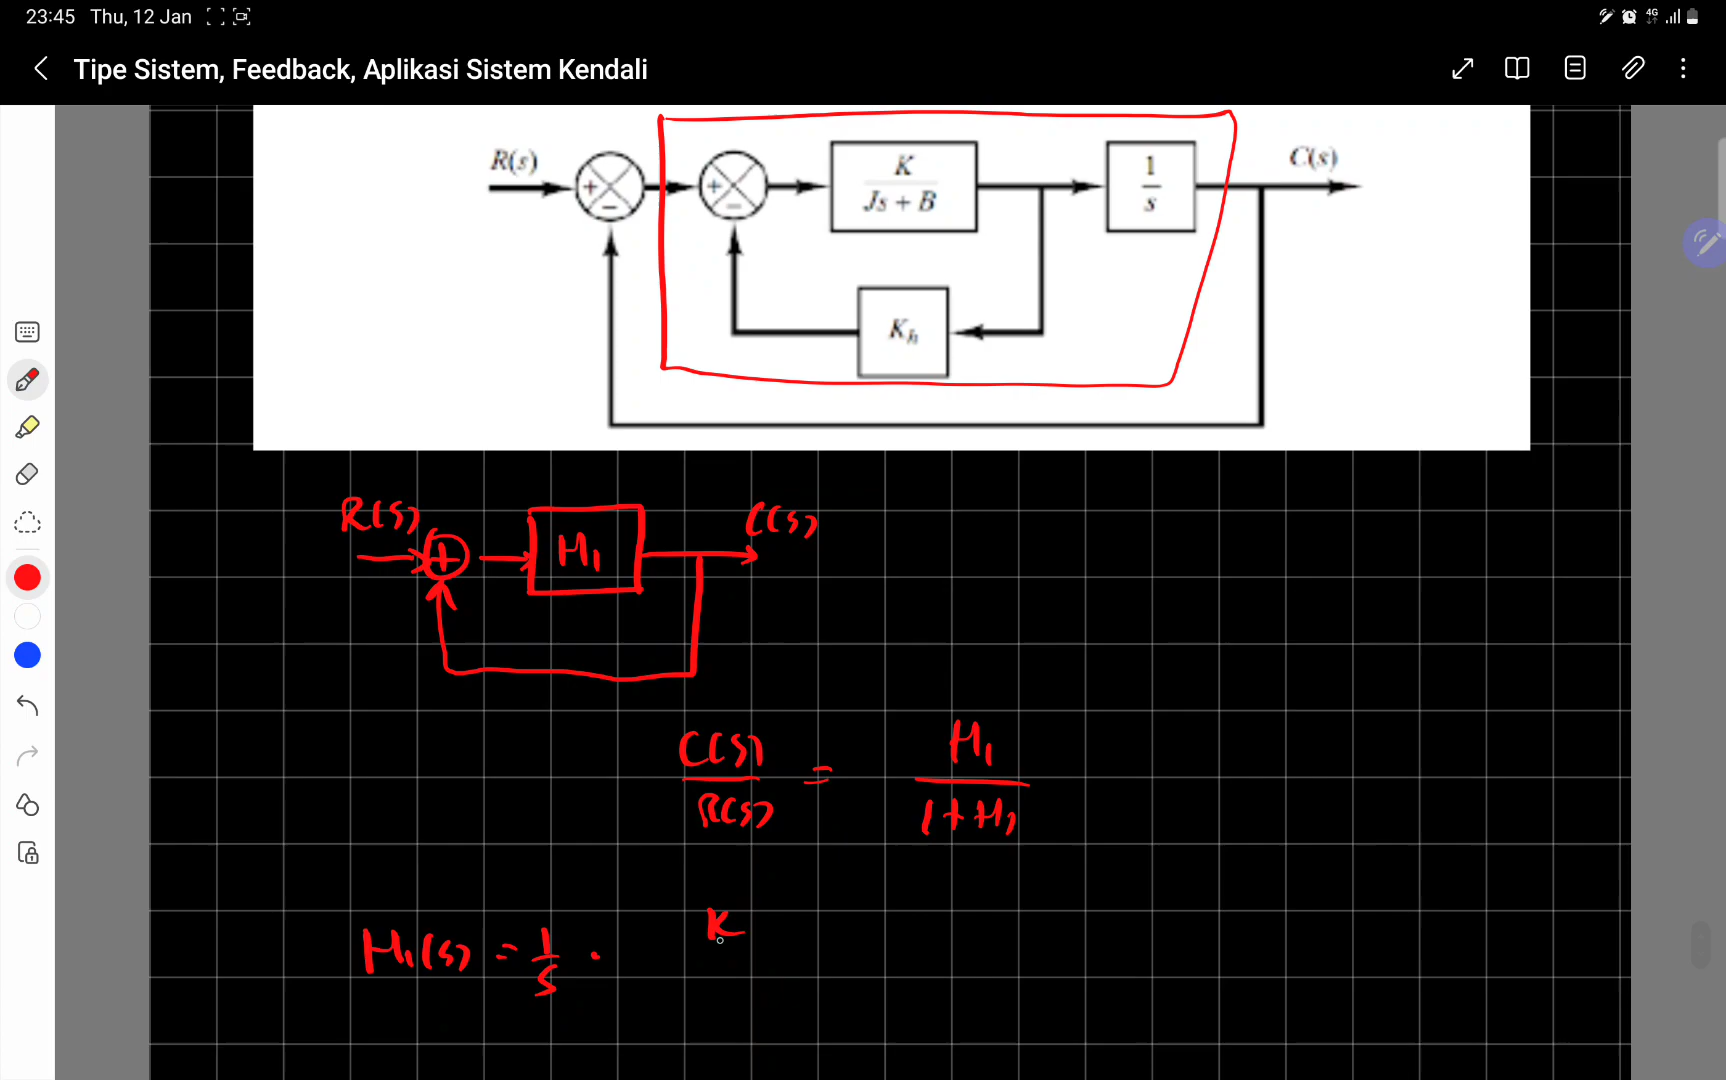 23:45 Thu, 12 Jan 4G
Tipe Sistem, Feedback, Aplikasi Sistem Kendali
R(s) + − + − K / Js + B 1 / s C(s)
K_h
R(s) + H₁ C(s)
C(s) / R(s) = H₁ / 1 + H₁
H₁(s) = 1 / s · K